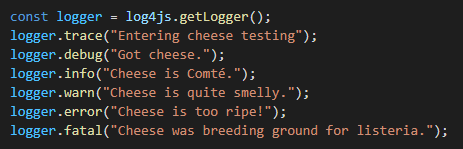 const logger = log4js.getLogger();
logger.trace("Entering cheese testing");
logger.debug("Got cheese.");
logger.info("Cheese is Comté.");
logger.warn("Cheese is quite smelly.");
logger.error("Cheese is too ripe!");
logger.fatal("Cheese was breeding ground for listeria.");